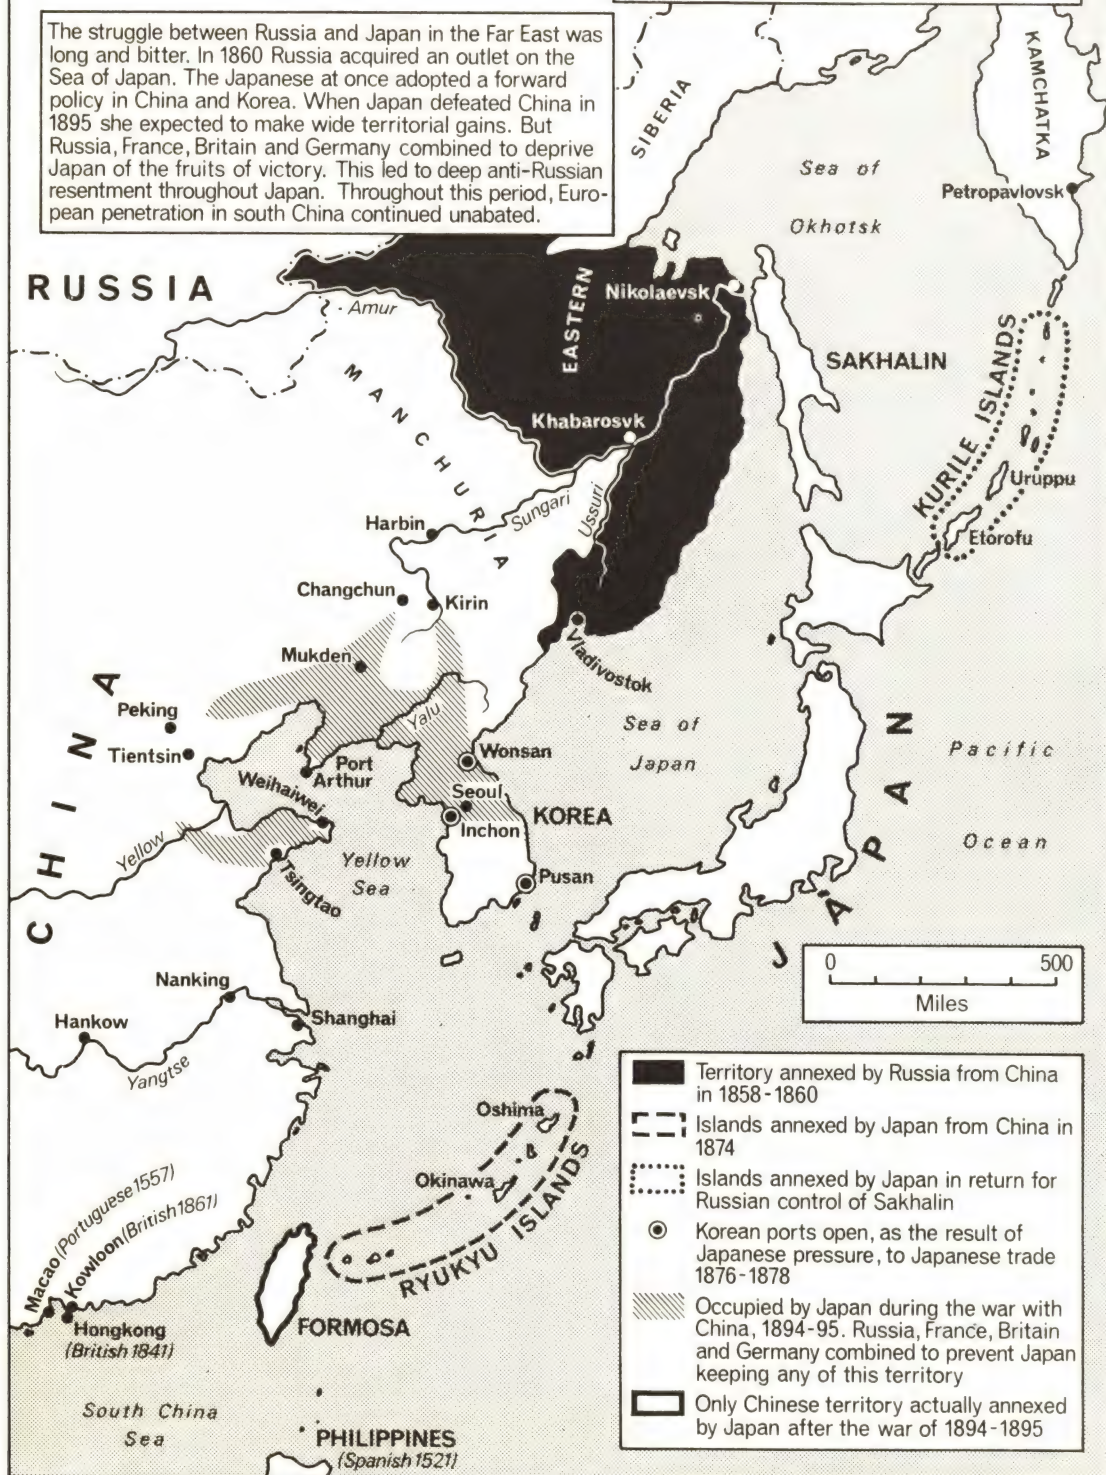 The struggle between Russia and Japan in the Far East was
long and bitter. In 1860 Russia acquired an outlet on the
Sea of Japan. The Japanese at once adopted a forward
policy in China and Korea. When Japan defeated China in
1895 she expected to make wide territorial gains. But
Russia, France, Britain and Germany combined to deprive
Japan of the fruits of victory. This led to deep anti-Russian
resentment throughout Japan. Throughout this period, Euro-
pean penetration in south China continued unabated.
SIBERIA
KAMCHATKA
Sea of
Okhotsk
Petropavlovsk
RUSSIA
Amur
EASTERN
Nikolaevsk
SAKHALIN
KURILE ISLANDS
MANCHURIA
Khabarosvk
Uruppu
Etorofu
Sungari
Ussuri
Harbin
Changchun
Kirin
Mukden
Vladivostok
CHINA
Peking
Tientsin
Yalu
Sea of
Japan
JAPAN
Pacific
Ocean
Wonsan
Port
Arthur
Weihaiwei
Seoul
KOREA
Inchon
Yellow
Yellow
Sea
Tsingtao
Pusan
0 500
Miles
Nanking
Hankow
Shanghai
Yangtse
Oshima
Okinawa
RYUKYU ISLANDS
Macao (Portuguese 1557)
Kowloon (British 1861)
Hongkong
(British 1841)
FORMOSA
South China
Sea
PHILIPPINES
(Spanish 1521)
Territory annexed by Russia from China
in 1858-1860
Islands annexed by Japan from China in
1874
Islands annexed by Japan in return for
Russian control of Sakhalin
Korean ports open, as the result of
Japanese pressure, to Japanese trade
1876-1878
Occupied by Japan during the war with
China, 1894-95. Russia, France, Britain
and Germany combined to prevent Japan
keeping any of this territory
Only Chinese territory actually annexed
by Japan after the war of 1894-1895